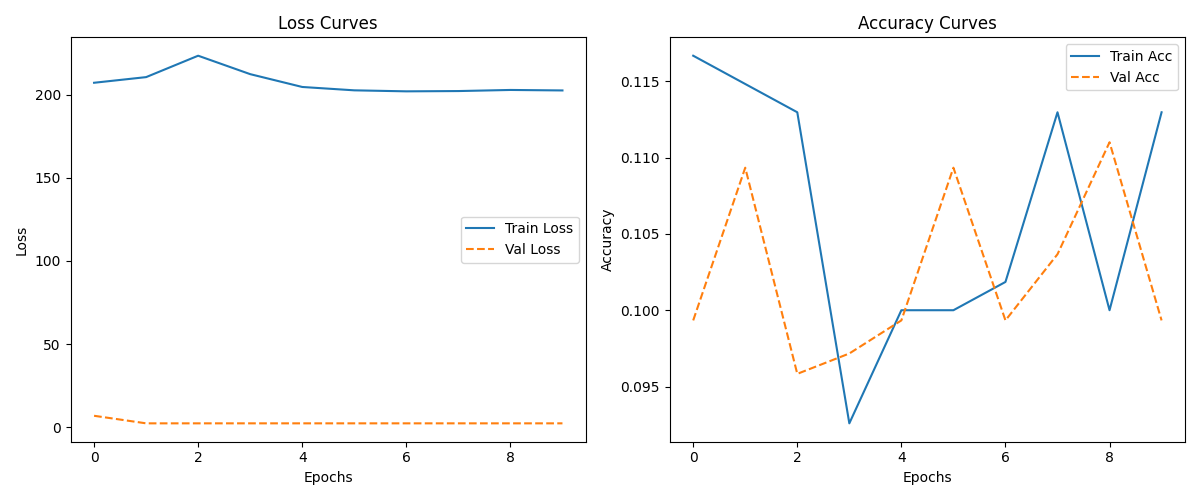 Loss Curves
200
150
100
50
0
Loss
Train Loss
Val Loss
0 2 4 6 8
Epochs
Accuracy Curves
0.115
0.110
0.105
0.100
0.095
Accuracy
Train Acc
Val Acc
0 2 4 6 8
Epochs